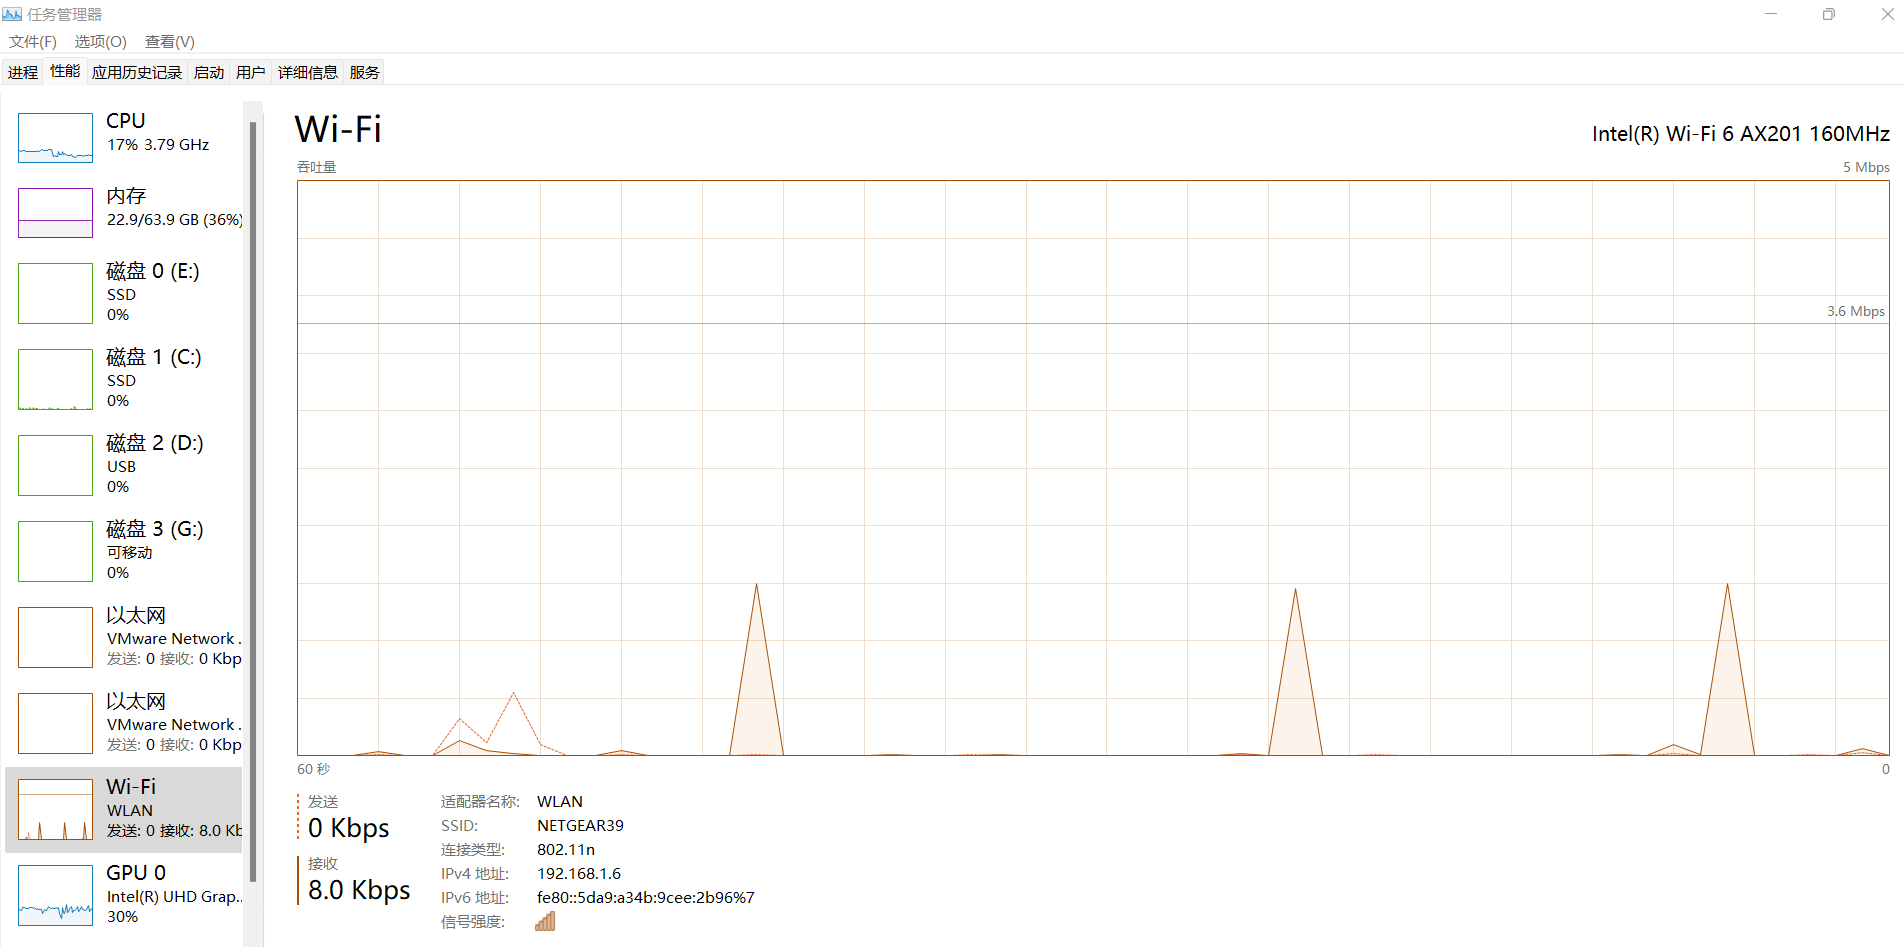 任务管理器
文件(F) 选项(O) 查看(V)
进程 性能 应用历史记录 启动 用户 详细信息 服务
CPU
17% 3.79 GHz
内存
22.9/63.9 GB (36%)
磁盘 0 (E:)
SSD
0%
磁盘 1 (C:)
SSD
0%
磁盘 2 (D:)
USB
0%
磁盘 3 (G:)
可移动
0%
以太网
VMware Network .
发送: 0 接收: 0 Kbp
以太网
VMware Network .
发送: 0 接收: 0 Kbp
Wi-Fi
WLAN
发送: 0 接收: 8.0 Kb
GPU 0
Intel(R) UHD Grap..
30%
Wi-Fi
Intel(R) Wi-Fi 6 AX201 160MHz
吞吐量
5 Mbps
3.6 Mbps
60 秒
0
发送
0 Kbps
接收
8.0 Kbps
适配器名称: WLAN
SSID: NETGEAR39
连接类型: 802.11n
IPv4 地址: 192.168.1.6
IPv6 地址: fe80::5da9:a34b:9cee:2b96%7
信号强度: